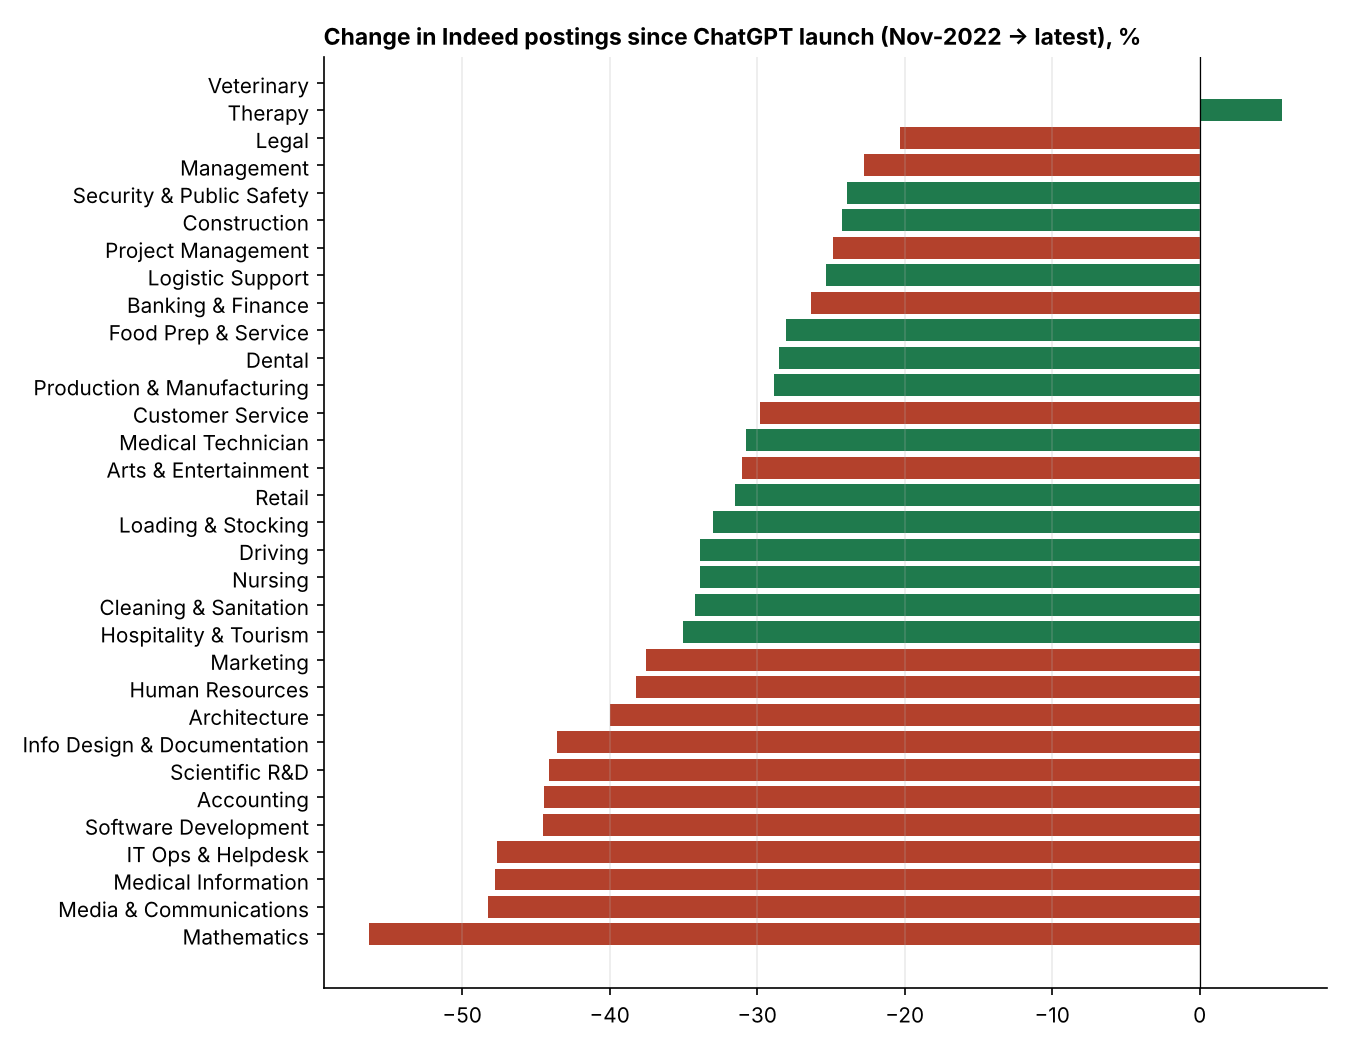 Change in Indeed postings since ChatGPT launch (Nov-2022 → latest), %
Veterinary
Therapy
Legal
Management
Security & Public Safety
Construction
Project Management
Logistic Support
Banking & Finance
Food Prep & Service
Dental
Production & Manufacturing
Customer Service
Medical Technician
Arts & Entertainment
Retail
Loading & Stocking
Driving
Nursing
Cleaning & Sanitation
Hospitality & Tourism
Marketing
Human Resources
Architecture
Info Design & Documentation
Scientific R&D
Accounting
Software Development
IT Ops & Helpdesk
Medical Information
Media & Communications
Mathematics
−50 −40 −30 −20 −10 0